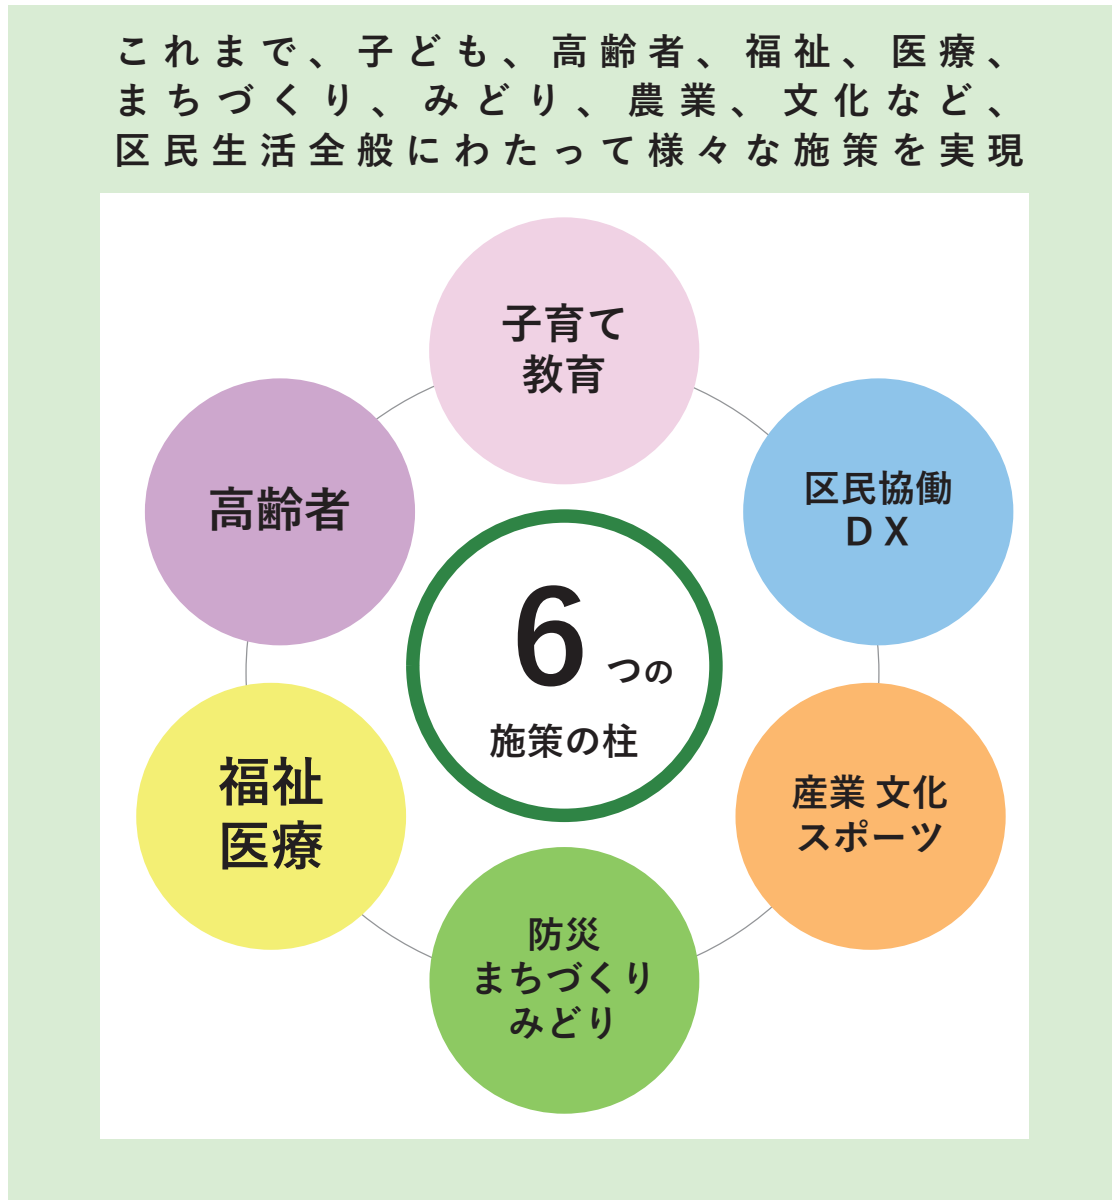 これまで、子ども、高齢者、福祉、医療、
まちづくり、みどり、農業、文化など、
区民生活全般にわたって様々な施策を実現
子育て
教育
高齢者
区民協働
ＤＸ
6つの
施策の柱
福祉
医療
産業 文化
スポーツ
防災
まちづくり
みどり